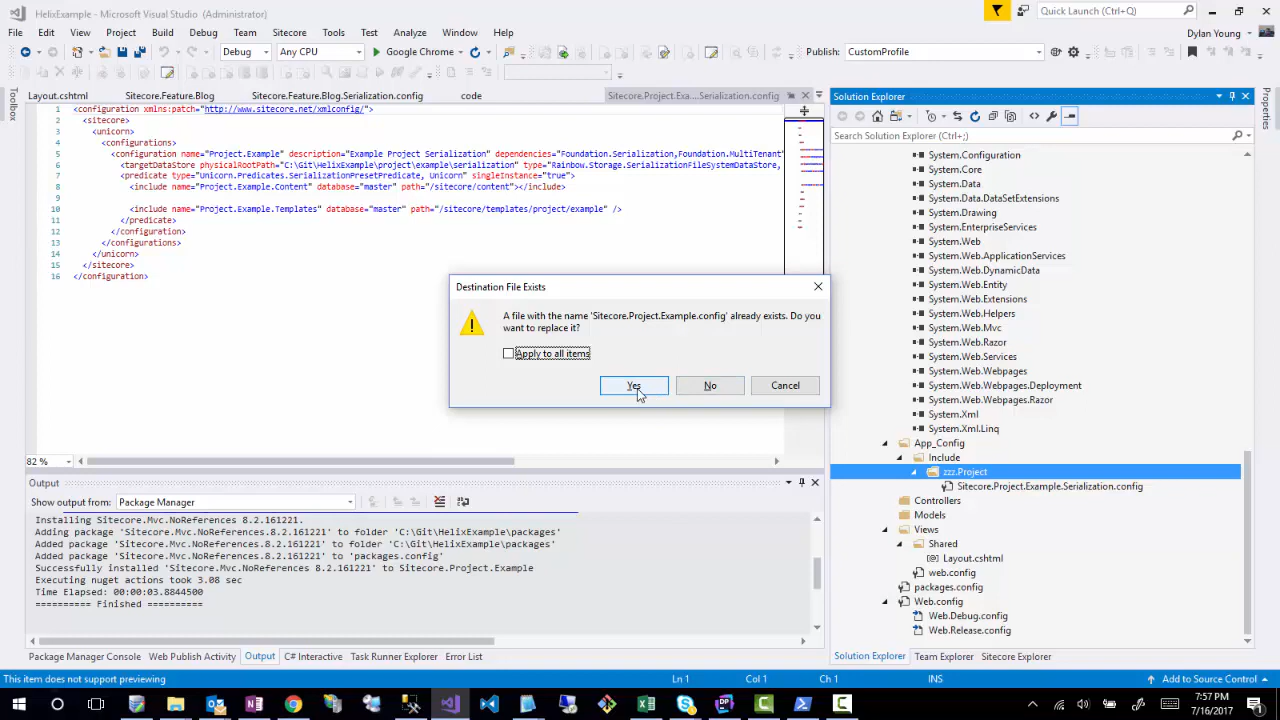 HelixExample - Microsoft Visual Studio (Administrator)
Quick Launch (Ctrl+Q)
File Edit View Project Build Debug Team Sitecore Tools Test Analyze Window Help
Dylan Young
Debug Any CPU Google Chrome Publish: CustomProfile
Toolbox
Layout.cshtml Sitecore.Feature.Blog Sitecore.Feature.Blog.Serialization.config code Sitecore.Project.Exa...Serialization.config
1 <configuration xmlns:patch="http://www.sitecore.net/xmlconfig/">
2 <sitecore>
3 <unicorn>
4 <configurations>
5 <configuration name="Project.Example" description="Example Project Serialization" dependencies="Foundation.Serialization,Foundation.MultiTenant"
6 <targetDataStore physicalRootPath="C:\Git\HelixExample\project\example\serialization" type="Rainbow.Storage.SerializationFileSystemDataStore,
7 <predicate type="Unicorn.Predicates.SerializationPresetPredicate, Unicorn" singleInstance="true">
8 <include name="Project.Example.Content" database="master" path="/sitecore/content"></include>
9
10 <include name="Project.Example.Templates" database="master" path="/sitecore/templates/project/example" />
11 </predicate>
12 </configuration>
13 </configurations>
14 </unicorn>
15 </sitecore>
16 </configuration>
82 %
Destination File Exists
A file with the name 'Sitecore.Project.Example.config' already exists. Do you
want to replace it?
Apply to all items
Yes No Cancel
Output
Show output from: Package Manager
Installing Sitecore.Mvc.NoReferences 8.2.161221.
Adding package 'Sitecore.Mvc.NoReferences 8.2.161221' to folder 'C:\Git\HelixExample\packages'
Added package 'Sitecore.Mvc.NoReferences 8.2.161221' to folder 'C:\Git\HelixExample\packages'
Added package 'Sitecore.Mvc.NoReferences 8.2.161221' to 'packages.config'
Successfully installed 'Sitecore.Mvc.NoReferences 8.2.161221' to Sitecore.Project.Example
Executing nuget actions took 3.08 sec
Time Elapsed: 00:00:03.8844500
========== Finished ==========
Package Manager Console Web Publish Activity Output C# Interactive Task Runner Explorer Error List
Solution Explorer
Properties
Search Solution Explorer (Ctrl+;)
System.Configuration
System.Core
System.Data
System.Data.DataSetExtensions
System.Drawing
System.EnterpriseServices
System.Web
System.Web.ApplicationServices
System.Web.DynamicData
System.Web.Entity
System.Web.Extensions
System.Web.Helpers
System.Web.Mvc
System.Web.Razor
System.Web.Services
System.Web.Webpages
System.Web.Webpages.Deployment
System.Web.Webpages.Razor
System.Xml
System.Xml.Linq
App_Config
Include
zzz.Project
Sitecore.Project.Example.Serialization.config
Controllers
Models
Views
Shared
Layout.cshtml
web.config
packages.config
Web.config
Web.Debug.config
Web.Release.config
Solution Explorer Team Explorer Sitecore Explorer
This item does not support previewing Ln 1 Col 1 Ch 1 INS Add to Source Control
7:57 PM
7/16/2017